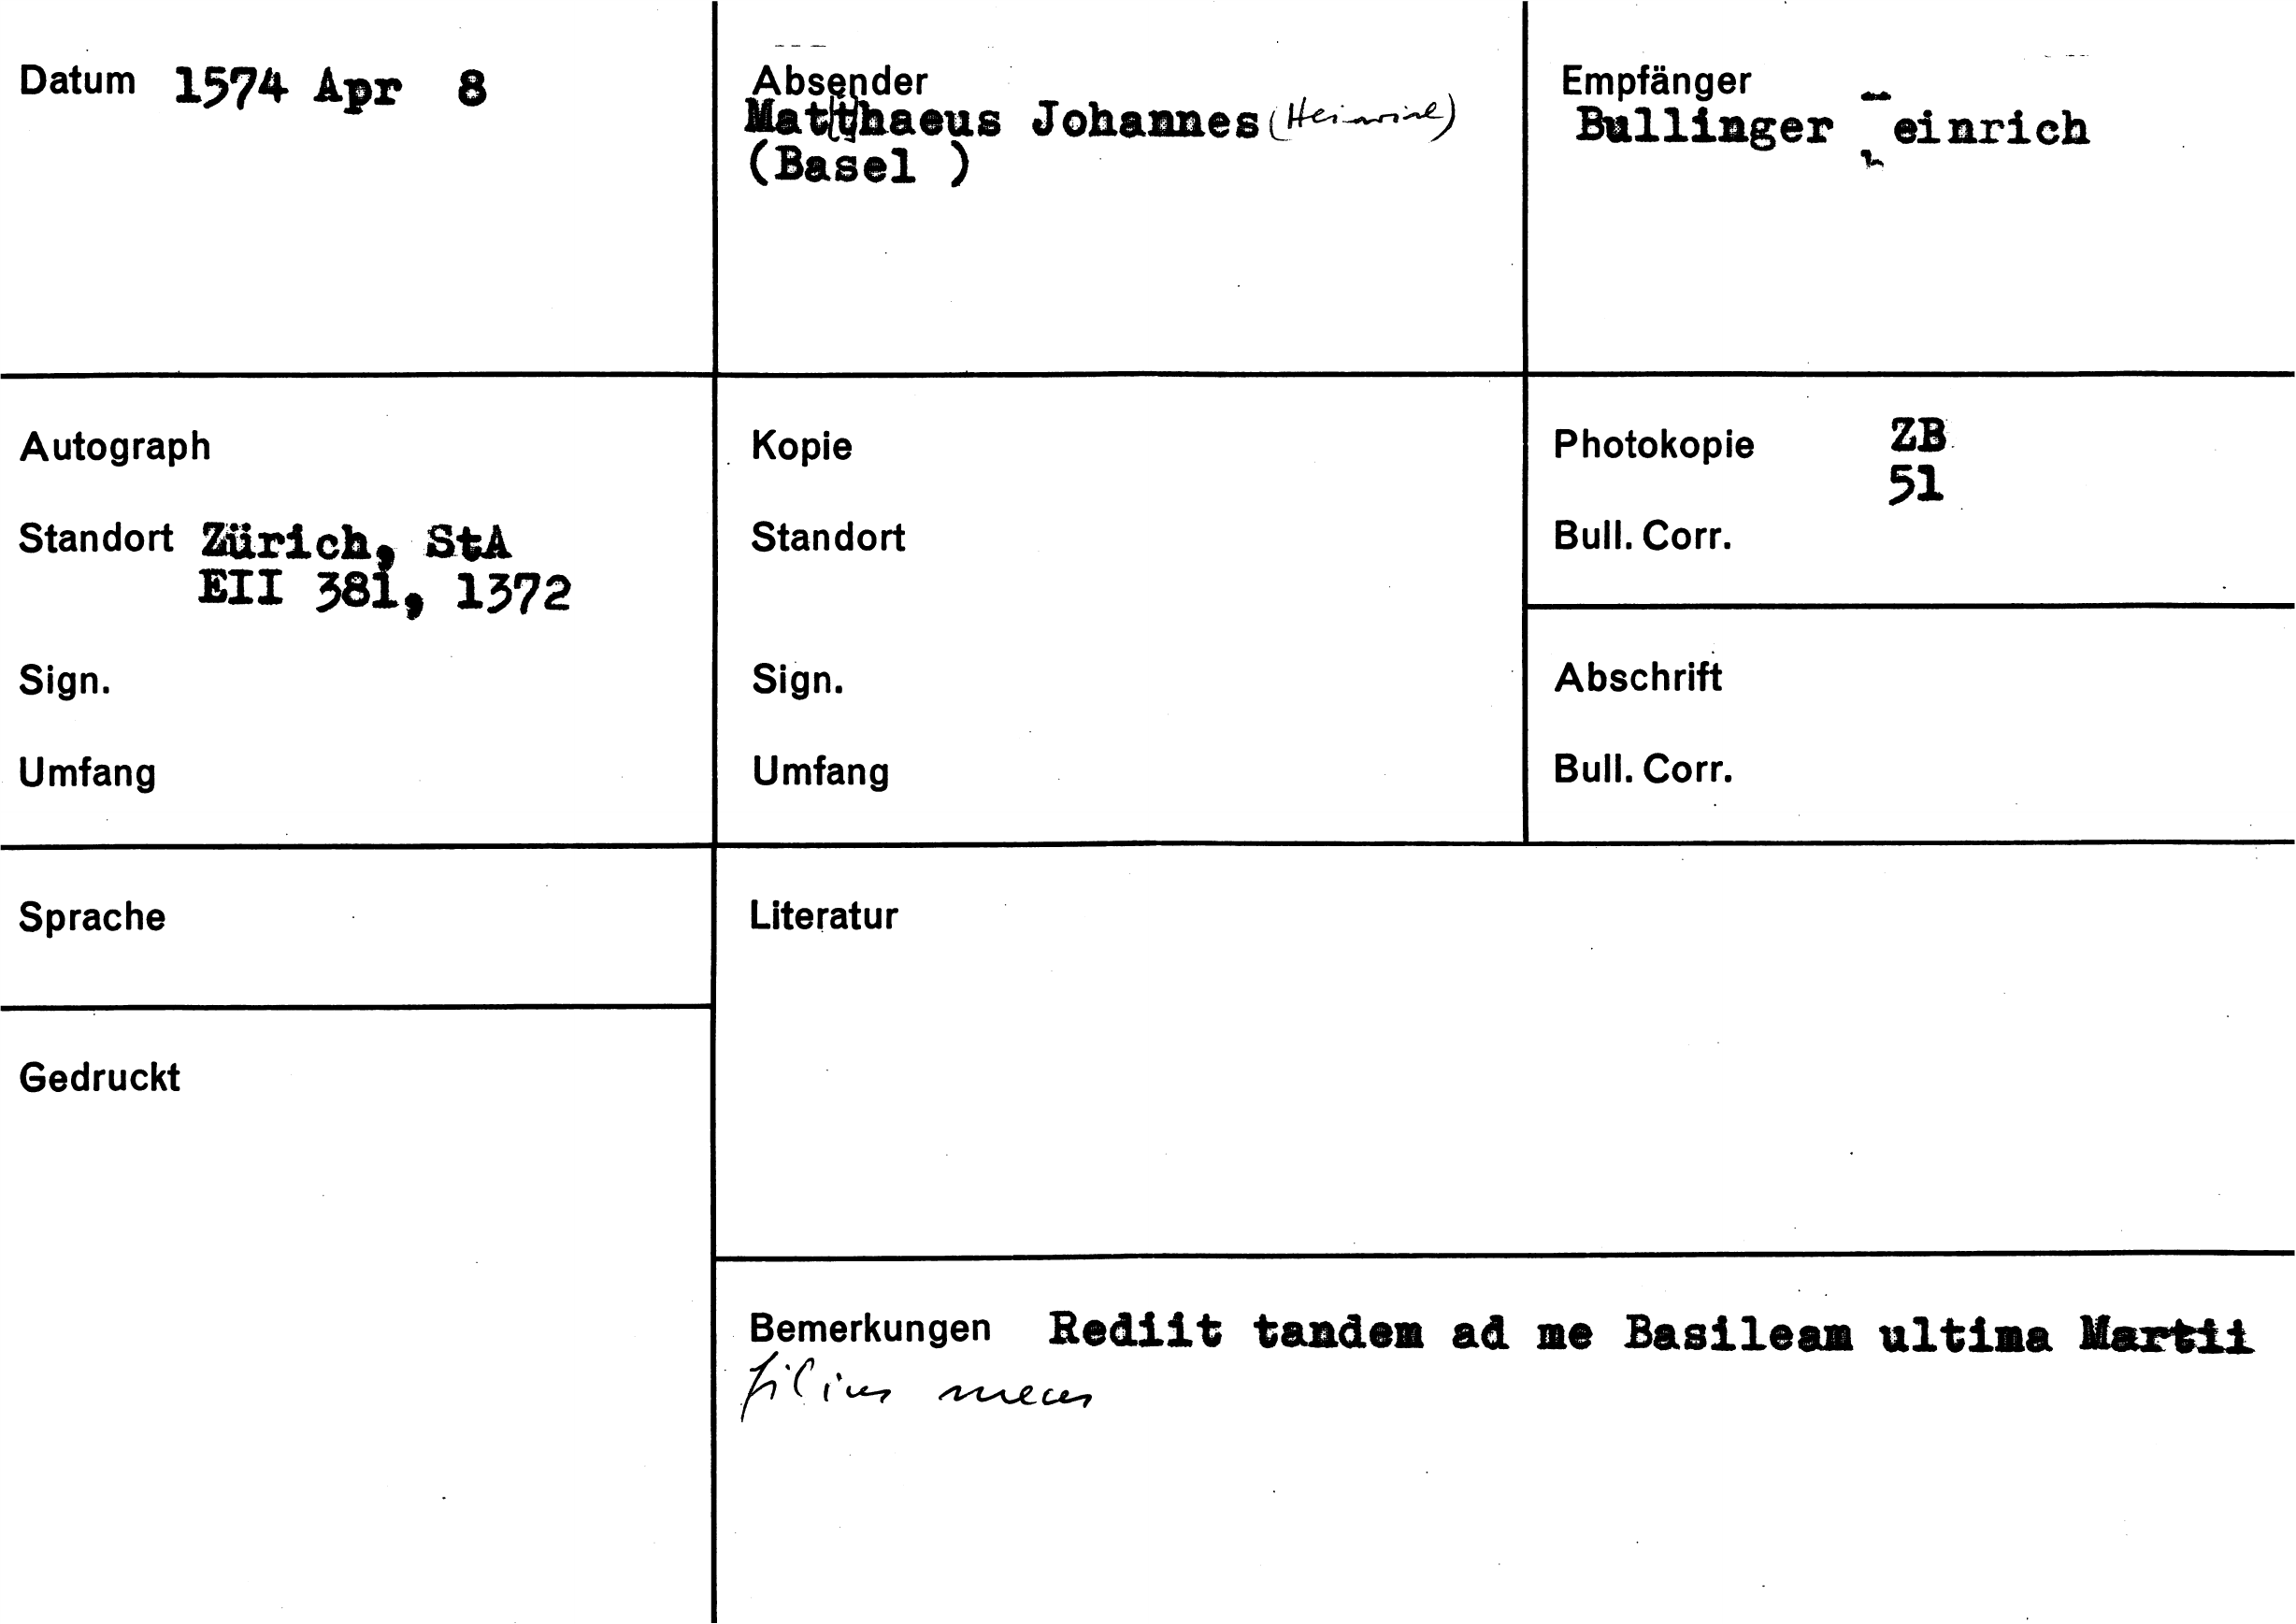 Datum 1574 Apr 8
Absender
Matthaeus Johannes (Heinrich)
(Basel )
Empfänger
Bullinger Heinrich
Autograph
Standort Zürich, StA
EII 381, 1372
Sign.
Umfang
Kopie
Standort
Sign.
Umfang
Photokopie ZB
51
Bull. Corr.
Abschrift
Bull. Corr.
Sprache
Gedruckt
Literatur
Bemerkungen Rediit tandem ad me Basileam ultima Martii
filius meus